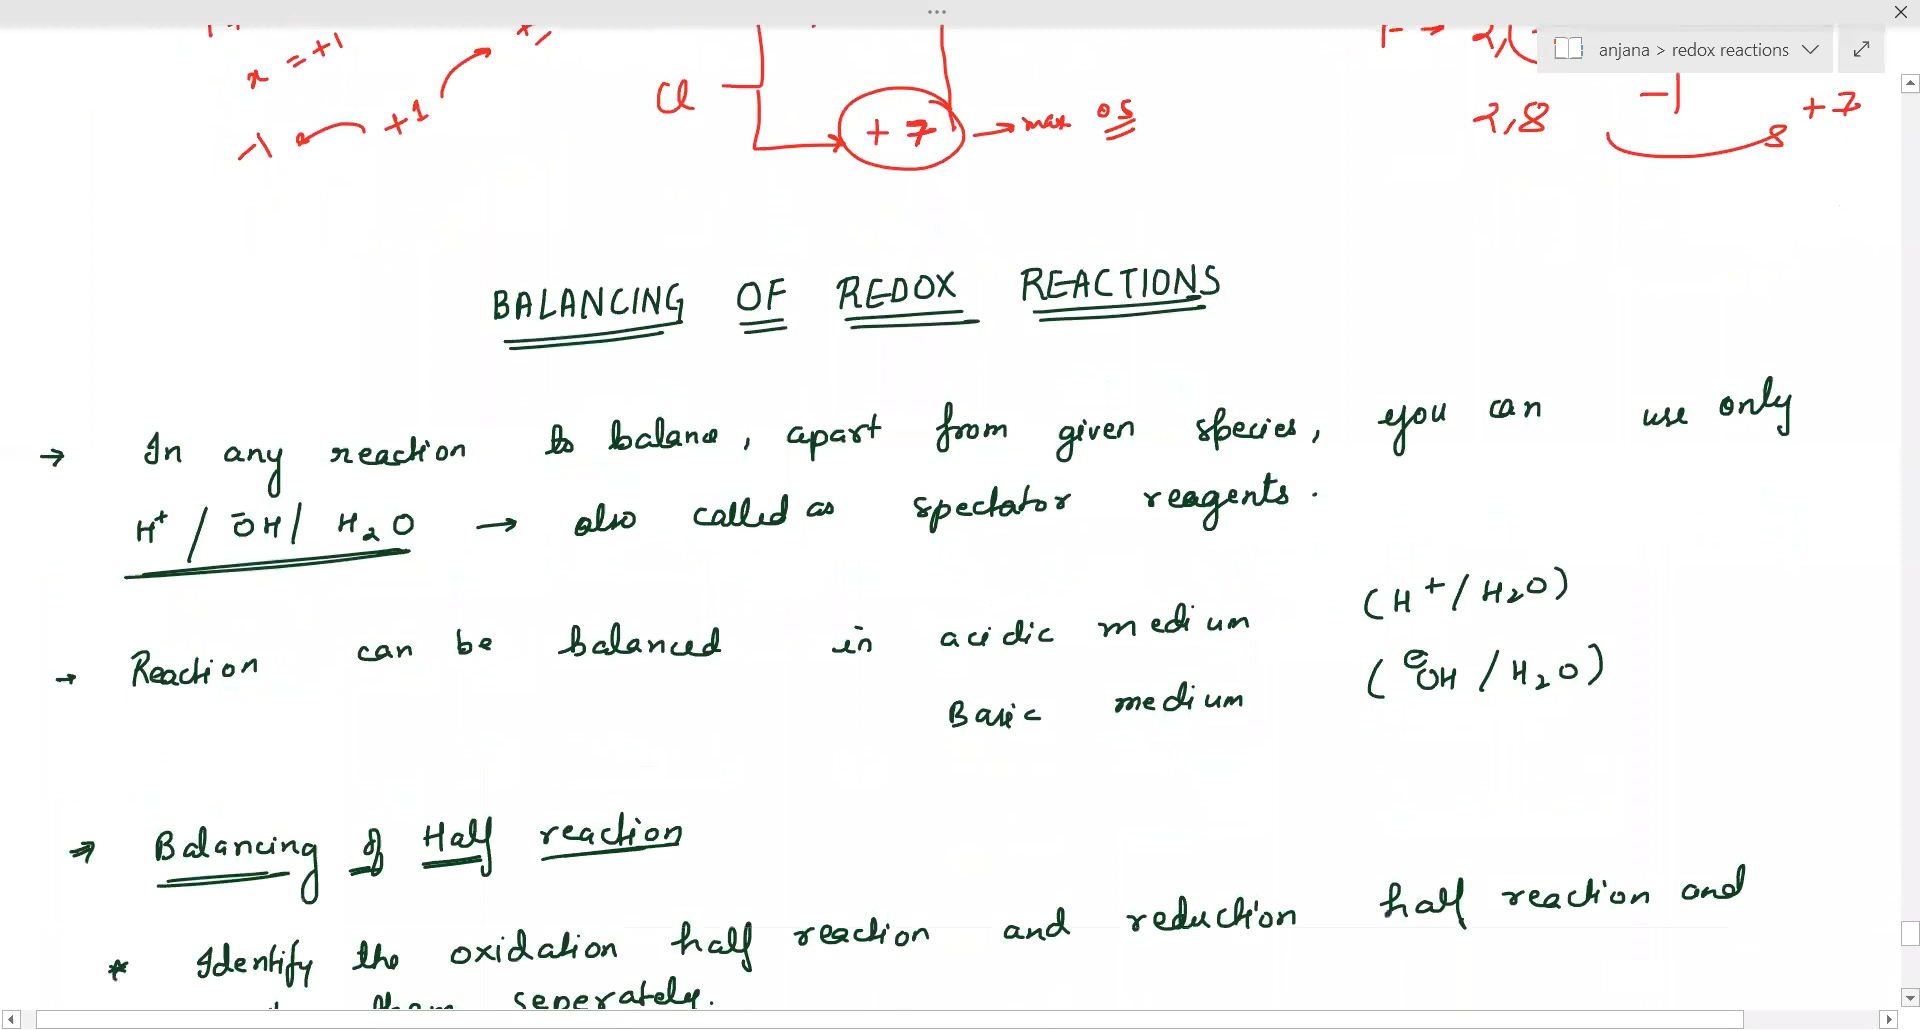 anjana > redox reactions
x = +1
-1 +1
Cl + 7 → max O.S
2,8 -1 8 +7
BALANCING OF REDOX REACTIONS
→ In any reaction to balance, apart from given species, you can use only
H⁺ / ŌH / H₂O → also called as spectator reagents.
→ Reaction can be balanced in acidic medium (H⁺/H₂O)
Basic medium (⊖OH / H₂O)
⇒ Balancing of Half reaction
* Identify the oxidation half reaction and reduction half reaction and
them seperately.